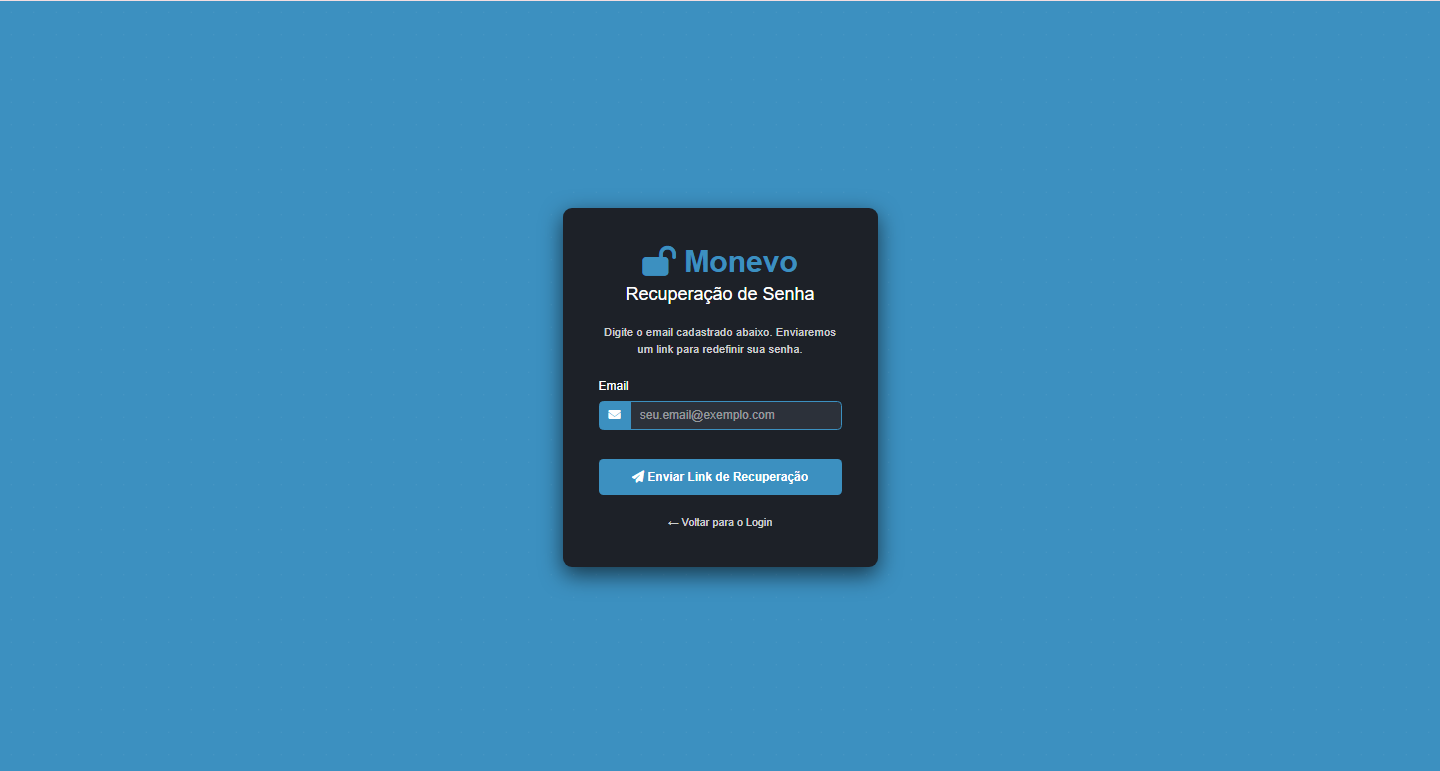 Monevo
Recuperação de Senha
Digite o email cadastrado abaixo. Enviaremos
um link para redefinir sua senha.
Email
seu.email@exemplo.com
Enviar Link de Recuperação
← Voltar para o Login